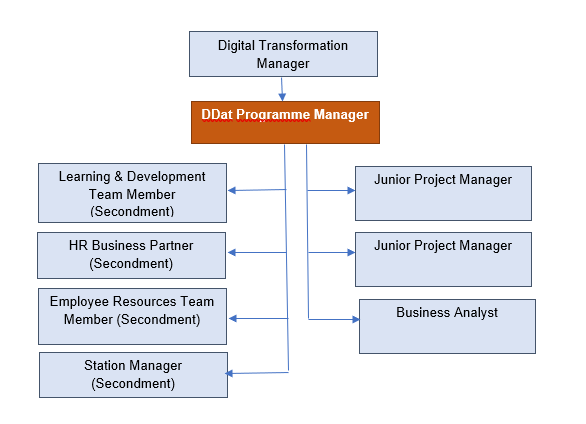 Digital Transformation
Manager
DDat Programme Manager
Learning & Development
Team Member
(Secondment)
HR Business Partner
(Secondment)
Employee Resources Team
Member (Secondment)
Station Manager
(Secondment)
Junior Project Manager
Junior Project Manager
Business Analyst